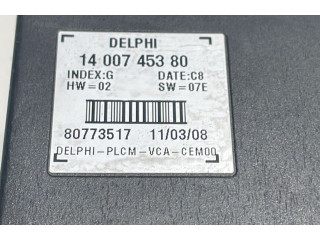 DELPHI
14 007 453 80
INDEX:G DATE:C8
HW=02 SW=07E
80773517 11/03/08
DELPHI-PLCM-VCA-CEM00